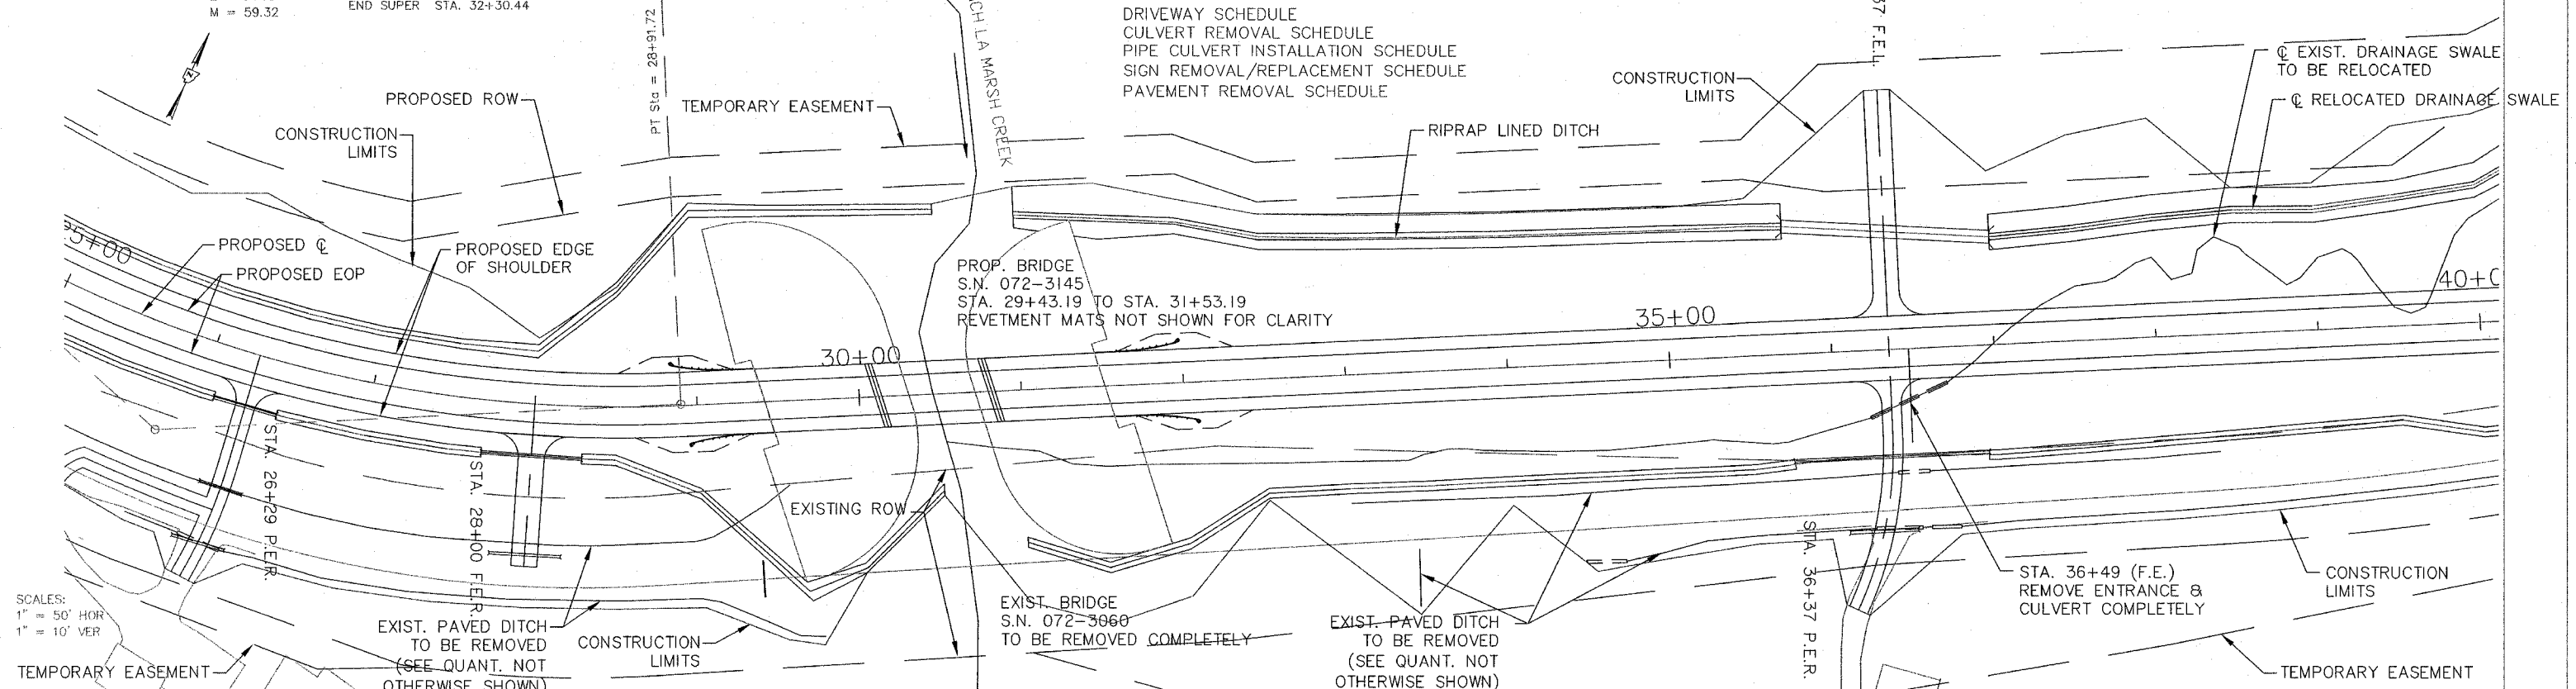 M = 59.32
END SUPER STA. 32+30.44
N
PT Sta = 28+91.72
CH LA MARSH CREEK
DRIVEWAY SCHEDULE
CULVERT REMOVAL SCHEDULE
PIPE CULVERT INSTALLATION SCHEDULE
SIGN REMOVAL/REPLACEMENT SCHEDULE
PAVEMENT REMOVAL SCHEDULE
37 F.E.L.
℄ EXIST. DRAINAGE SWALE
TO BE RELOCATED
℄ RELOCATED DRAINAGE SWALE
CONSTRUCTION
LIMITS
PROPOSED ROW
TEMPORARY EASEMENT
CONSTRUCTION
LIMITS
RIPRAP LINED DITCH
25+00
PROPOSED ℄
PROPOSED EOP
PROPOSED EDGE
OF SHOULDER
PROP. BRIDGE
S.N. 072-3145
STA. 29+43.19 TO STA. 31+53.19
REVETMENT MATS NOT SHOWN FOR CLARITY
30+00
35+00
40+0
STA. 26+29 P.E.R.
STA. 28+00 F.E.R.
EXISTING ROW
STA. 36+37 P.E.R.
SCALES:
1" = 50' HOR
1" = 10' VER
TEMPORARY EASEMENT
EXIST. PAVED DITCH
TO BE REMOVED
(SEE QUANT. NOT
OTHERWISE SHOWN)
CONSTRUCTION
LIMITS
EXIST. BRIDGE
S.N. 072-3060
TO BE REMOVED COMPLETELY
EXIST. PAVED DITCH
TO BE REMOVED
(SEE QUANT. NOT
OTHERWISE SHOWN)
STA. 36+49 (F.E.)
REMOVE ENTRANCE &
CULVERT COMPLETELY
CONSTRUCTION
LIMITS
TEMPORARY EASEMENT